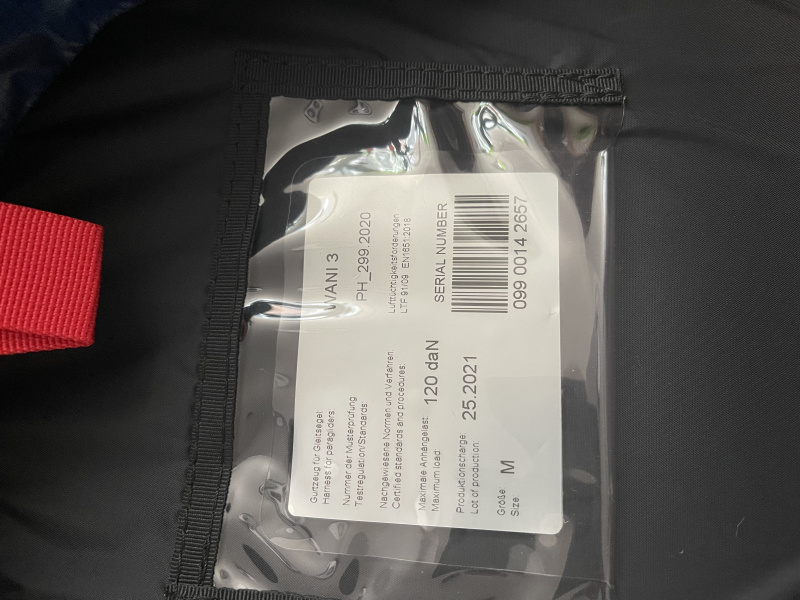 Gurtzeug für Gleitsegel
Harness for paragliders
WANI 3
Nummer der Musterprüfung
Testregulation/Standards
PH_299.2020
Nachgewiesene Normen und Verfahren
Certified standards and procedures:
Lufttüchtigkeitsforderungen
LTF 91/09 EN1651:2018
Maximale Anhängelast
Maximum load
120 daN
Produktionscharge
Lot of production:
25.2021
Größe
Size
M
SERIAL NUMBER
099 0014 2657